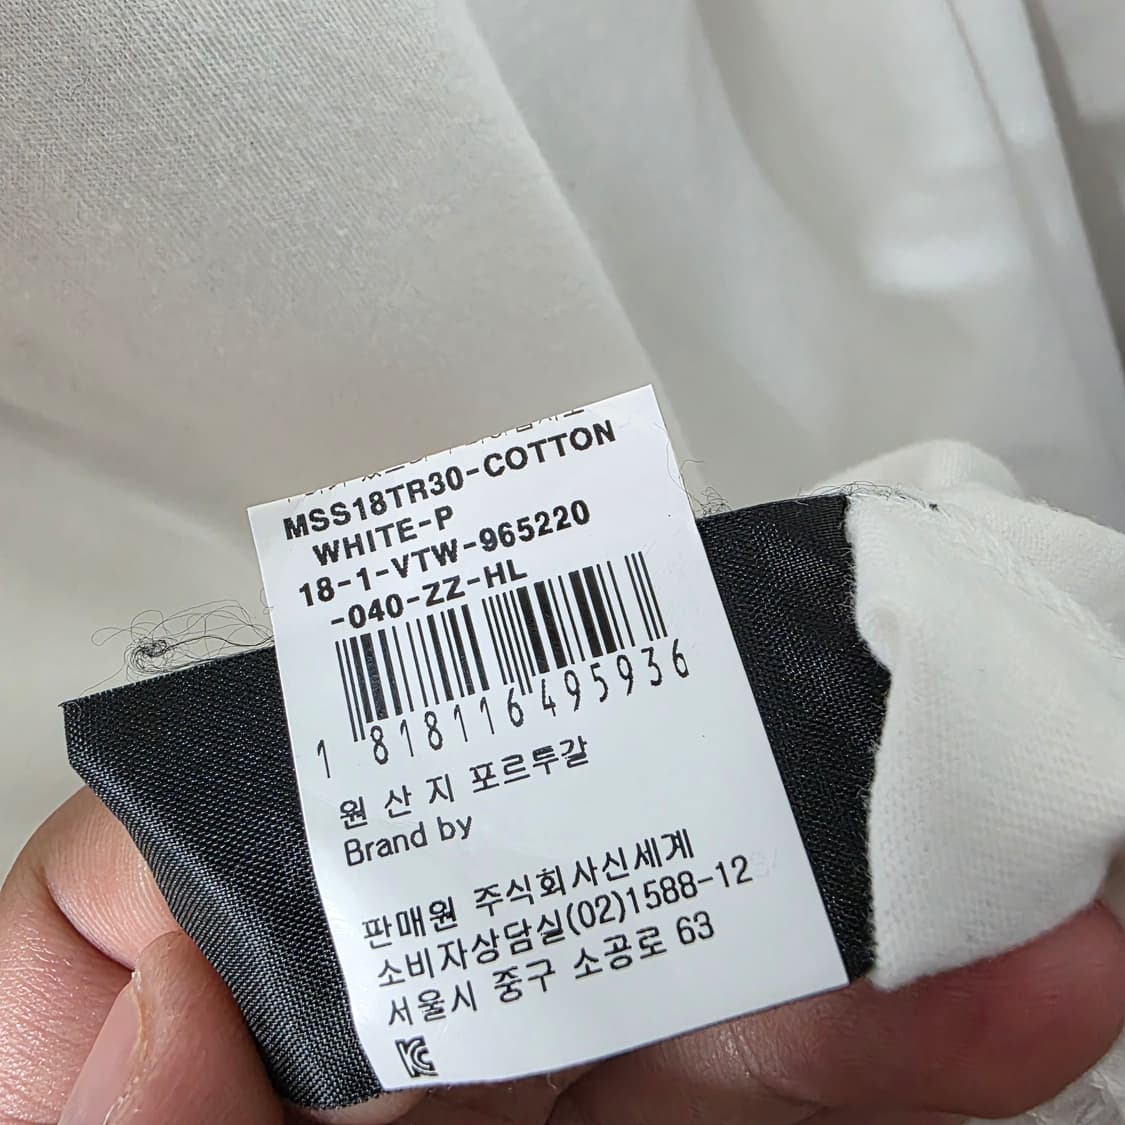 MSS18TR30-COTTON
WHITE-P
18-1-VTW-965220
-040-ZZ-HL
1 818116 495936
원 산 지 포르투갈
Brand by
판매원 주식회사신세계
소비자상담실(02)1588-12
서울시 중구 소공로 63